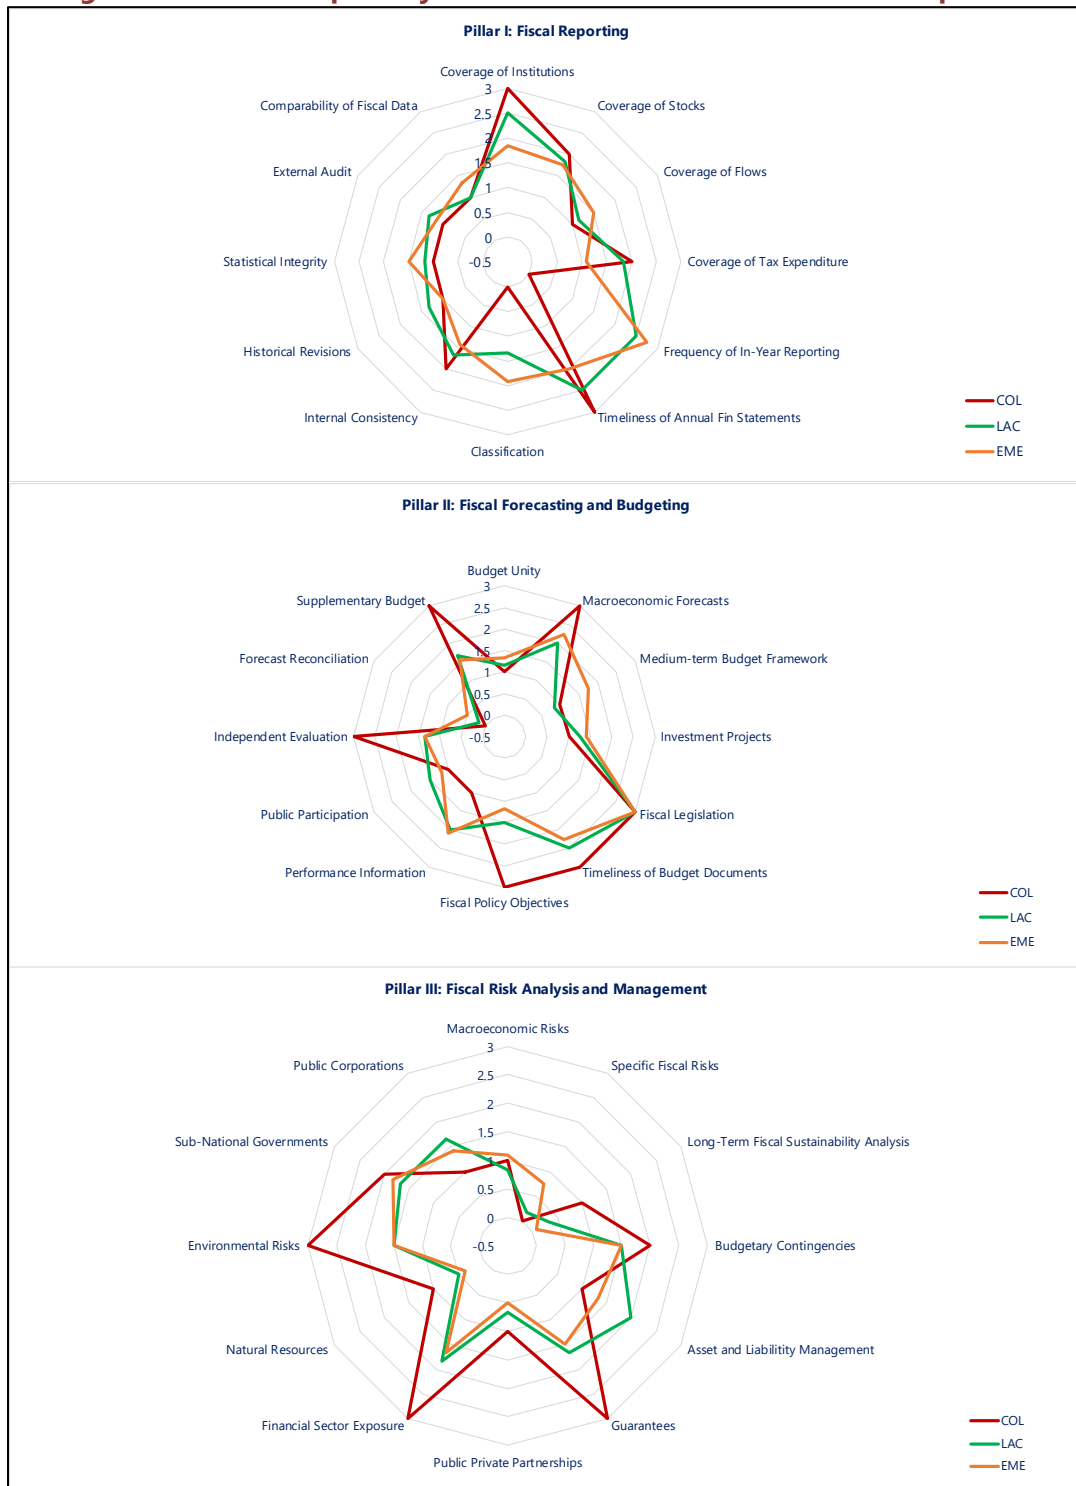 Pillar I: Fiscal Reporting
Coverage of Institutions
3
Comparability of Fiscal Data
Coverage of Stocks
2.5
2
External Audit
1.5
Coverage of Flows
1
0.5
0
Statistical Integrity
-0.5
Coverage of Tax Expenditure
Historical Revisions
Frequency of In-Year Reporting
COL
Internal Consistency
Timeliness of Annual Fin Statements
LAC
Classification
EME
Pillar II: Fiscal Forecasting and Budgeting
Budget Unity
3
Supplementary Budget
Macroeconomic Forecasts
2.5
2
Forecast Reconciliation
1.5
Medium-term Budget Framework
1
0.5
0
Independent Evaluation
-0.5
Investment Projects
Public Participation
Fiscal Legislation
Performance Information
Timeliness of Budget Documents
COL
Fiscal Policy Objectives
LAC
EME
Pillar III: Fiscal Risk Analysis and Management
Macroeconomic Risks
3
Public Corporations
Specific Fiscal Risks
2.5
2
Sub-National Governments
Long-Term Fiscal Sustainability Analysis
1.5
1
0.5
0
Environmental Risks
-0.5
Budgetary Contingencies
Natural Resources
Asset and Liabilitity Management
COL
Financial Sector Exposure
Guarantees
LAC
Public Private Partnerships
EME